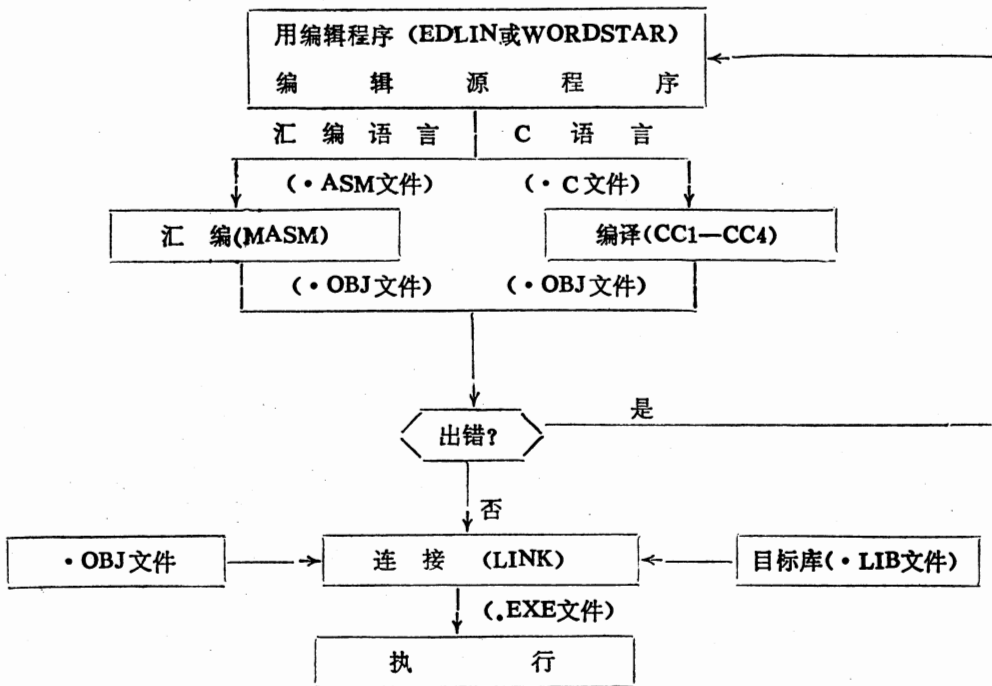 用编辑程序（EDLIN或WORDSTAR）
编辑源程序
汇编语言 C语言
（·ASM文件） （·C文件）
汇编(MASM) 编译(CC1—CC4)
（·OBJ文件） （·OBJ文件）
出错? 是
否
·OBJ文件 连接 (LINK) 目标库(·LIB文件)
(.EXE文件)
执行